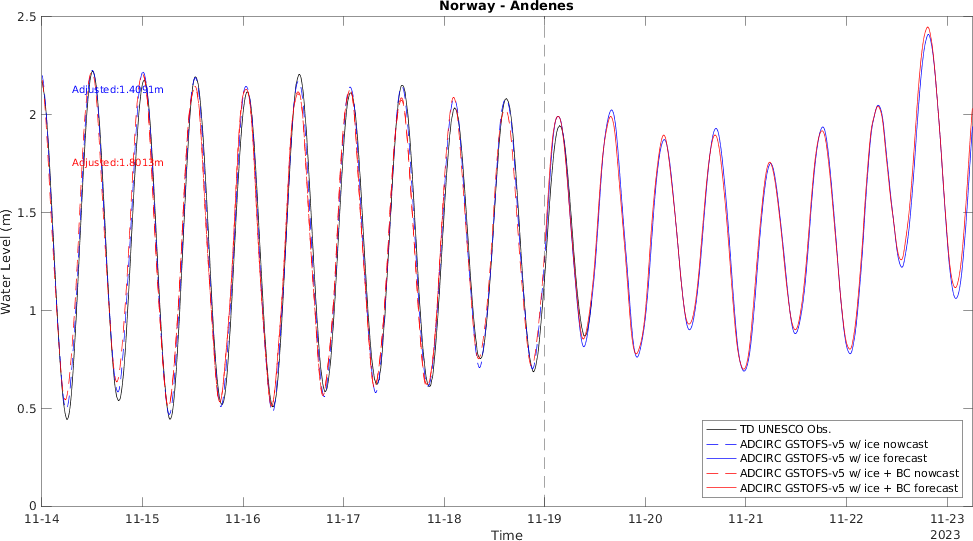 Norway - Andenes
2.5
2
1.5
1
0.5
0
Water Level (m)
Adjusted:1.4091m
Adjusted:1.8013m
TD UNESCO Obs.
ADCIRC GSTOFS-v5 w/ ice nowcast
ADCIRC GSTOFS-v5 w/ ice forecast
ADCIRC GSTOFS-v5 w/ ice + BC nowcast
ADCIRC GSTOFS-v5 w/ ice + BC forecast
11-14 11-15 11-16 11-17 11-18 11-19 11-20 11-21 11-22 11-23
2023
Time